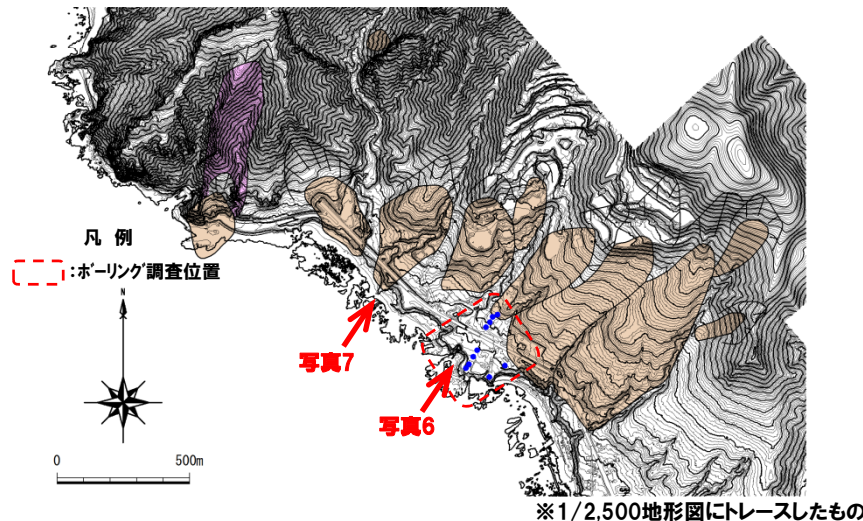 凡 例
:ﾎﾞｰﾘﾝｸﾞ調査位置
N
写真7
写真6
0 500m
※1/2,500地形図にトレースしたもの